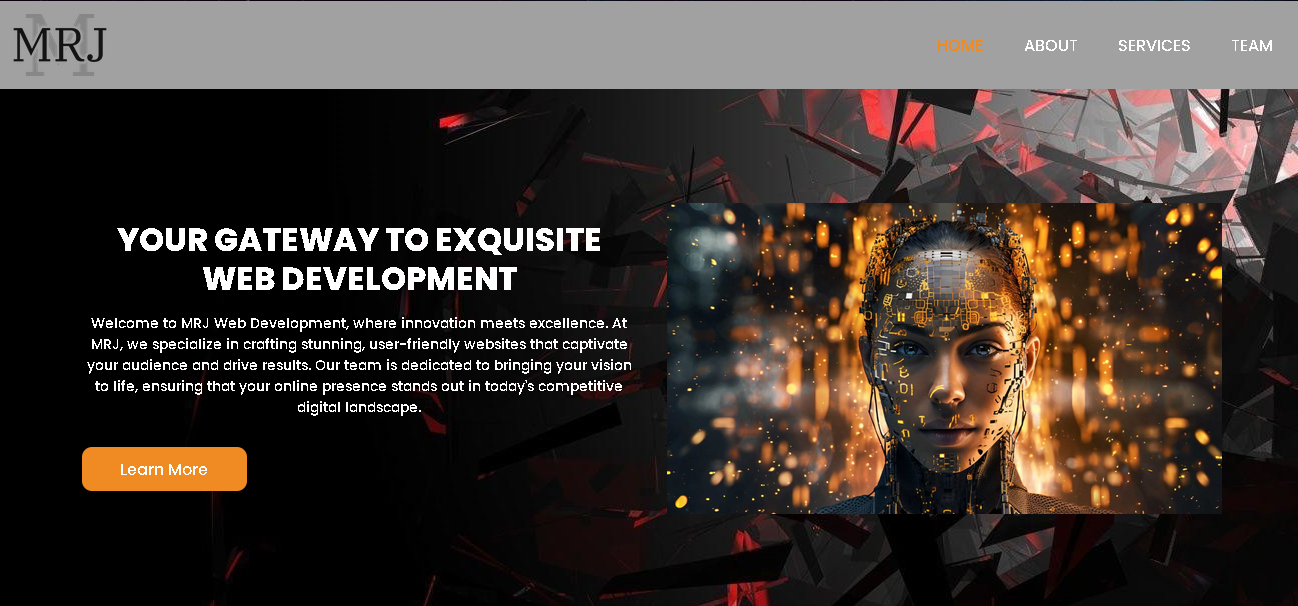 MRJ
HOME ABOUT SERVICES TEAM
YOUR GATEWAY TO EXQUISITE
WEB DEVELOPMENT
Welcome to MRJ Web Development, where innovation meets excellence. At
MRJ, we specialize in crafting stunning, user-friendly websites that captivate
your audience and drive results. Our team is dedicated to bringing your vision
to life, ensuring that your online presence stands out in today's competitive
digital landscape.
Learn More